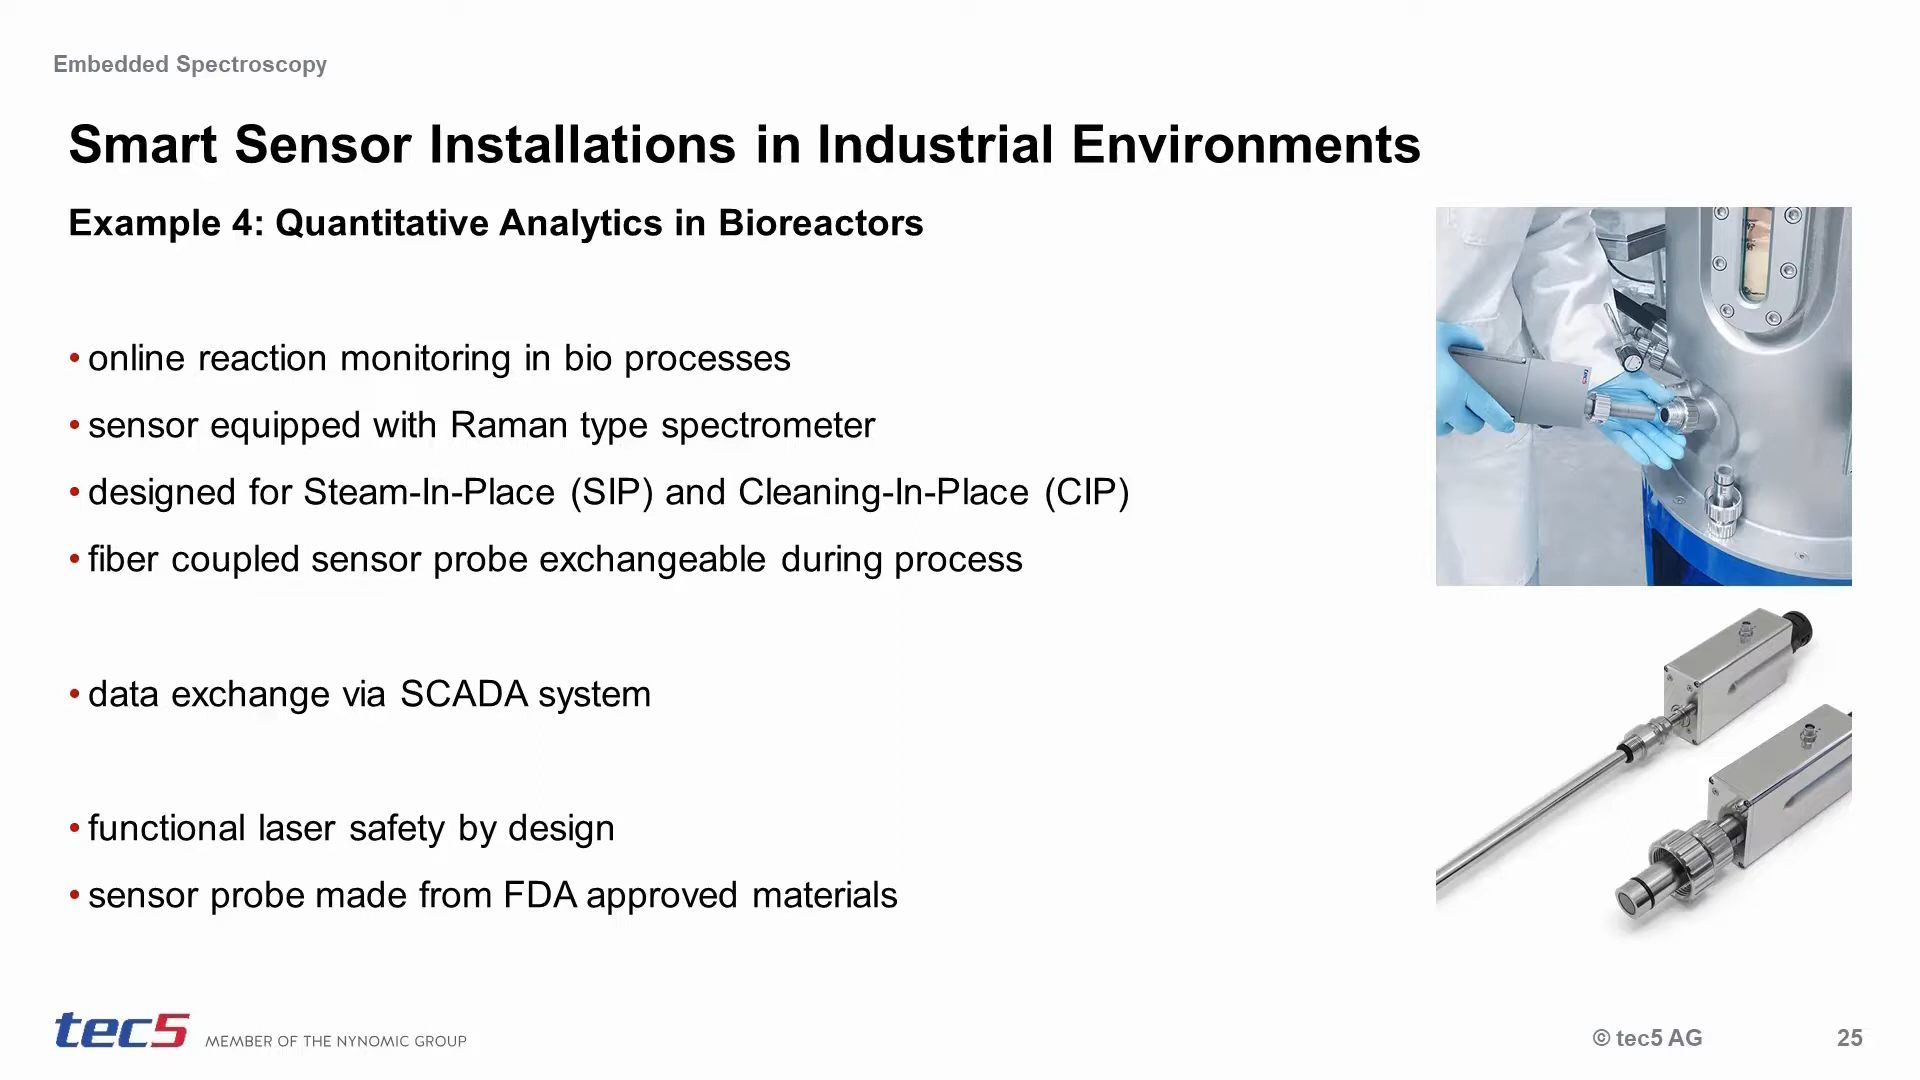 Embedded Spectroscopy
Smart Sensor Installations in Industrial Environments
Example 4: Quantitative Analytics in Bioreactors
• online reaction monitoring in bio processes
• sensor equipped with Raman type spectrometer
• designed for Steam-In-Place (SIP) and Cleaning-In-Place (CIP)
• fiber coupled sensor probe exchangeable during process
• data exchange via SCADA system
• functional laser safety by design
• sensor probe made from FDA approved materials
tec5
tec5 MEMBER OF THE NYNOMIC GROUP
© tec5 AG
25